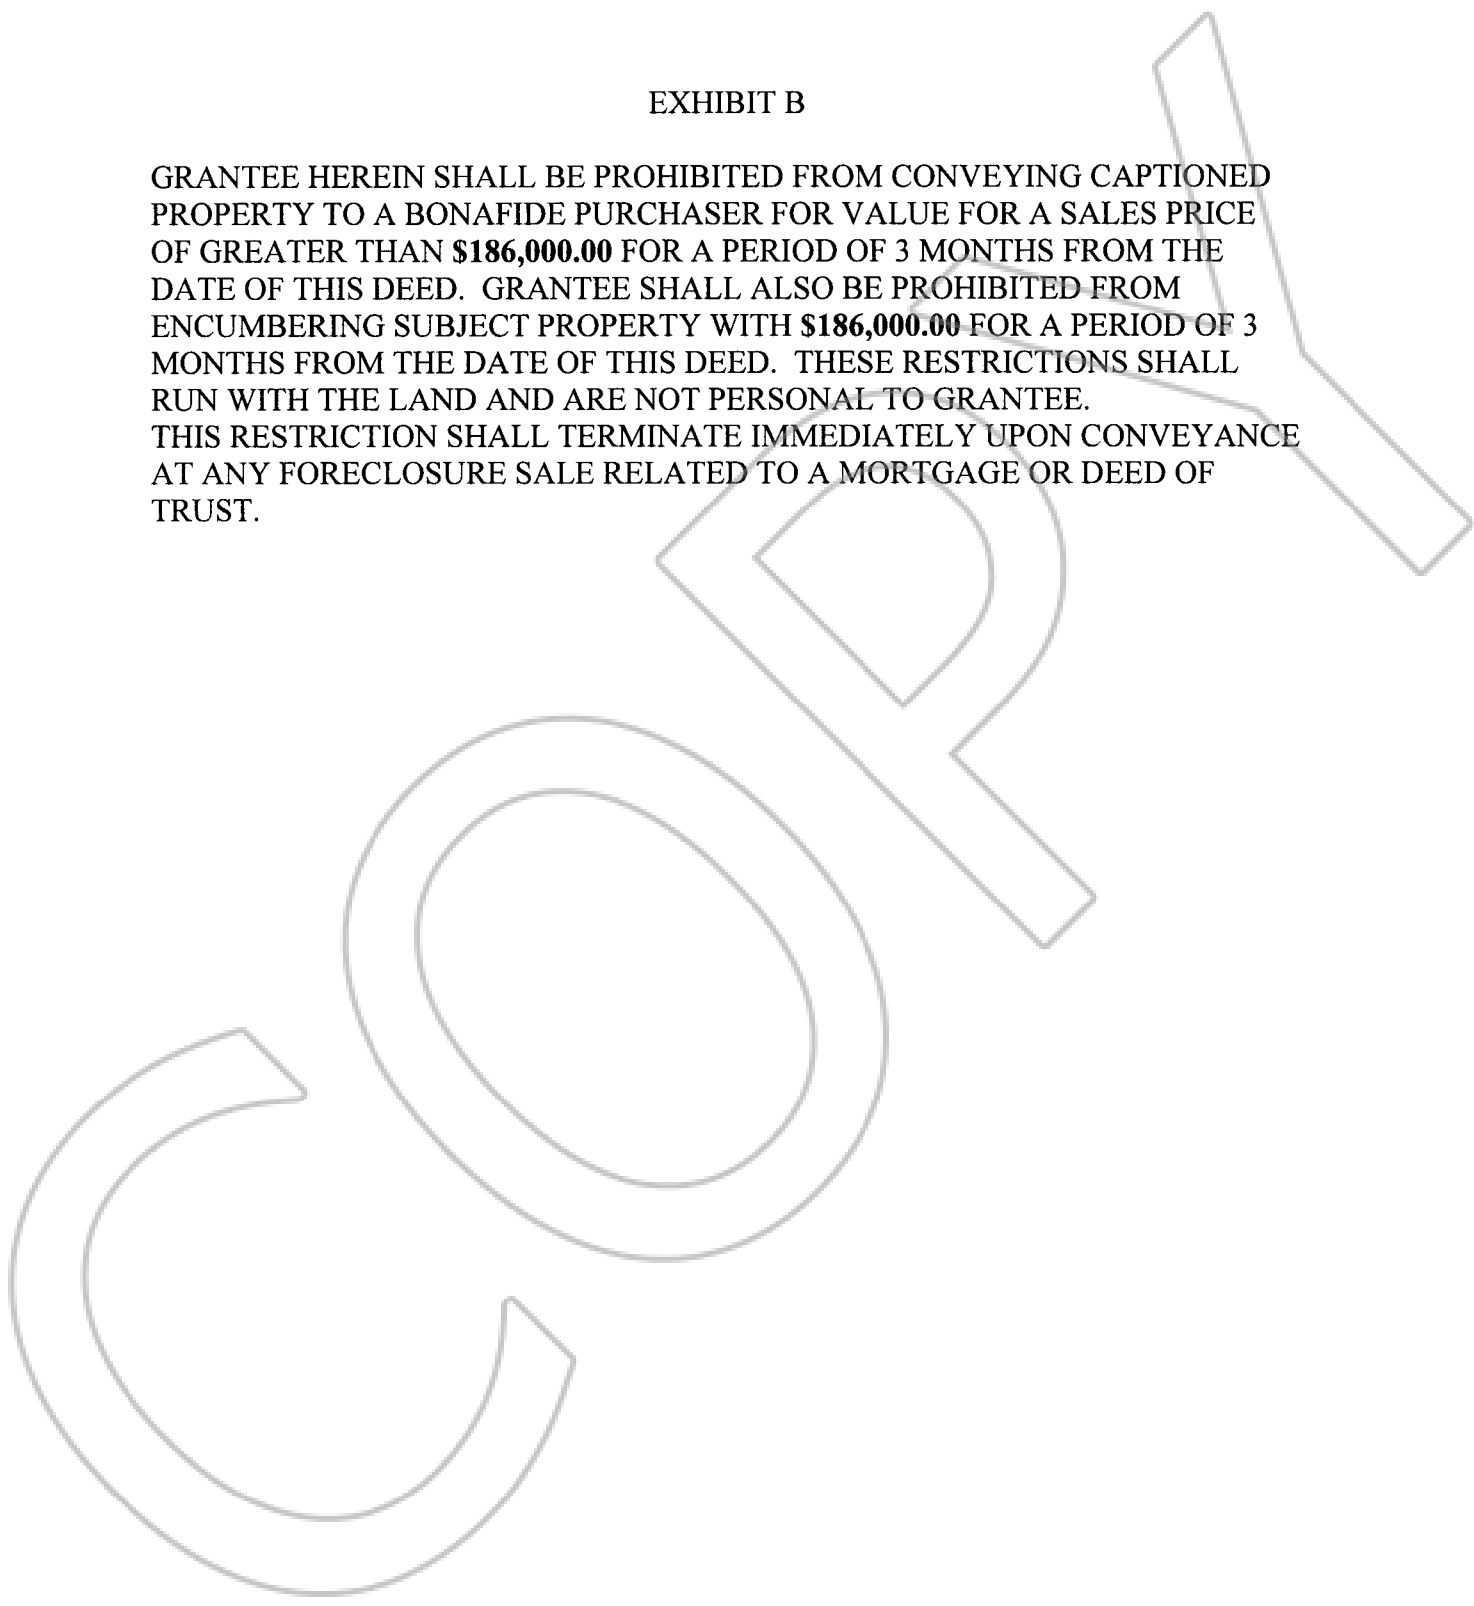 EXHIBIT B
GRANTEE HEREIN SHALL BE PROHIBITED FROM CONVEYING CAPTIONED
PROPERTY TO A BONAFIDE PURCHASER FOR VALUE FOR A SALES PRICE
OF GREATER THAN $186,000.00 FOR A PERIOD OF 3 MONTHS FROM THE
DATE OF THIS DEED.  GRANTEE SHALL ALSO BE PROHIBITED FROM
ENCUMBERING SUBJECT PROPERTY WITH $186,000.00 FOR A PERIOD OF 3
MONTHS FROM THE DATE OF THIS DEED.  THESE RESTRICTIONS SHALL
RUN WITH THE LAND AND ARE NOT PERSONAL TO GRANTEE.
THIS RESTRICTION SHALL TERMINATE IMMEDIATELY UPON CONVEYANCE
AT ANY FORECLOSURE SALE RELATED TO A MORTGAGE OR DEED OF
TRUST.
COPY